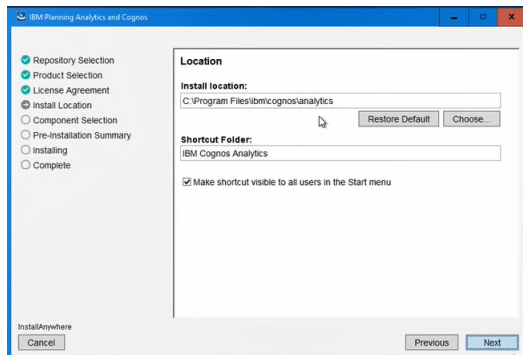 IBM Planning Analytics and Cognos
Repository Selection
Product Selection
License Agreement
Install Location
Component Selection
Pre-Installation Summary
Installing
Complete
Location
Install location:
C:\Program Files\ibm\cognos\analytics
Restore Default
Choose...
Shortcut Folder:
IBM Cognos Analytics
Make shortcut visible to all users in the Start menu
InstallAnywhere
Cancel
Previous
Next